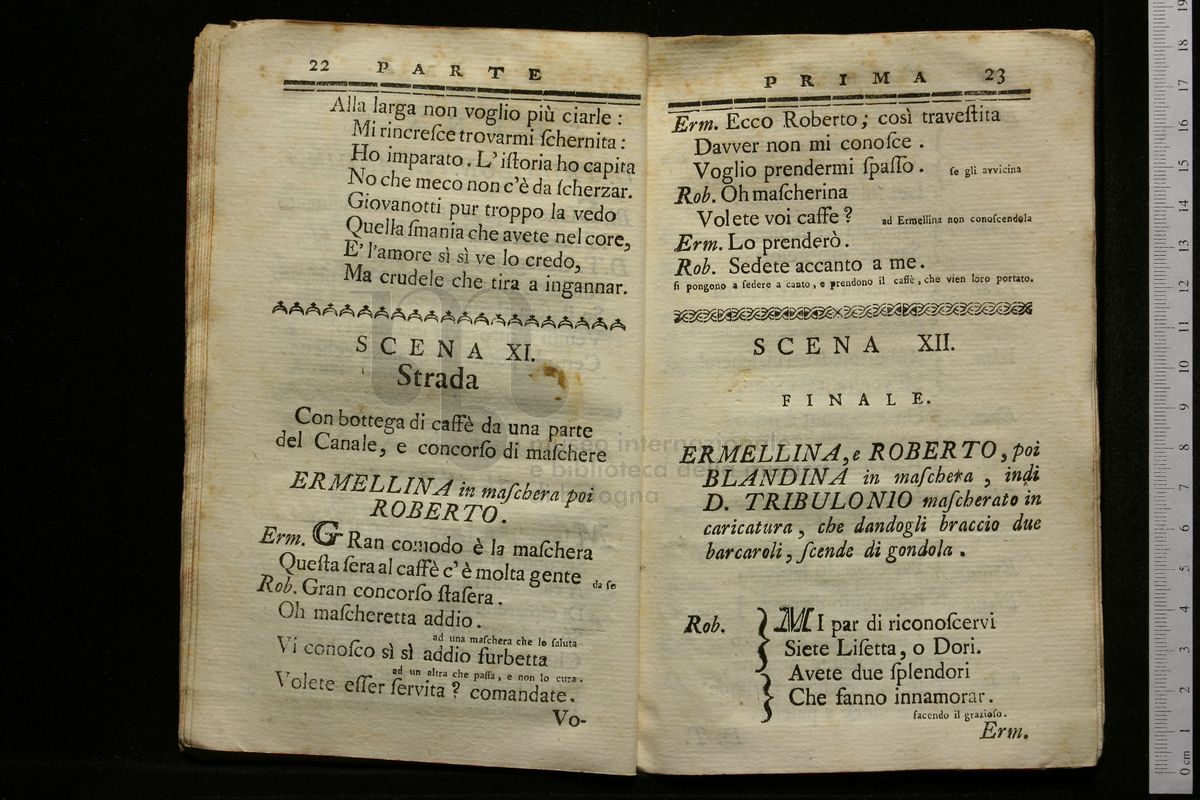 22 PARTE
Alla larga non voglio più ciarle :
Mi rincreſce trovarmi ſchernita :
Ho imparato. L' iſtoria ho capita
No che meco non c'è da ſcherzar.
Giovanotti pur troppo la vedo
Quella ſmania che avete nel core,
E' l'amore sì sì ve lo credo,
Ma crudele che tira a ingannar.
SCENA XI.
Strada
Con bottega di caffè da una parte
del Canale, e concorſo di maſchere
ERMELLINA in maſchera poi
ROBERTO.
Erm. GRan comodo è la maſchera
Queſta ſera al caffè c' è molta gente da ſe
Rob. Gran concorſo ſtaſera.
Oh maſcheretta addio.
ad una maſchera che lo ſaluta
Vi conoſco sì sì addio furbetta
ad un altra che paſſa, e non lo cura.
Volete eſſer ſervita ? comandate.
Vo-
PRIMA 23
Erm. Ecco Roberto ; così traveſtita
Davver non mi conoſce .
Voglio prendermi ſpaſſo . ſe gli avvicina
Rob. Oh maſcherina
Volete voi caffe ? ad Ermellina non conoſcendola
Erm. Lo prenderò .
Rob. Sedete accanto a me .
ſi pongono a ſedere a canto, e prendono il caffè, che vien loro portato.
SCENA XII.
FINALE.
ERMELLINA, e ROBERTO, poi
BLANDINA in maſchera , indi
D. TRIBULONIO maſcherato in
caricatura , che dandogli braccio due
barcaroli , ſcende di gondola .
Rob. MI par di riconoſcervi
Siete Liſetta, o Dori.
Avete due ſplendori
Che fanno innamorar.
facendo il grazioſo.
Erm.
museo internazionale
e biblioteca della